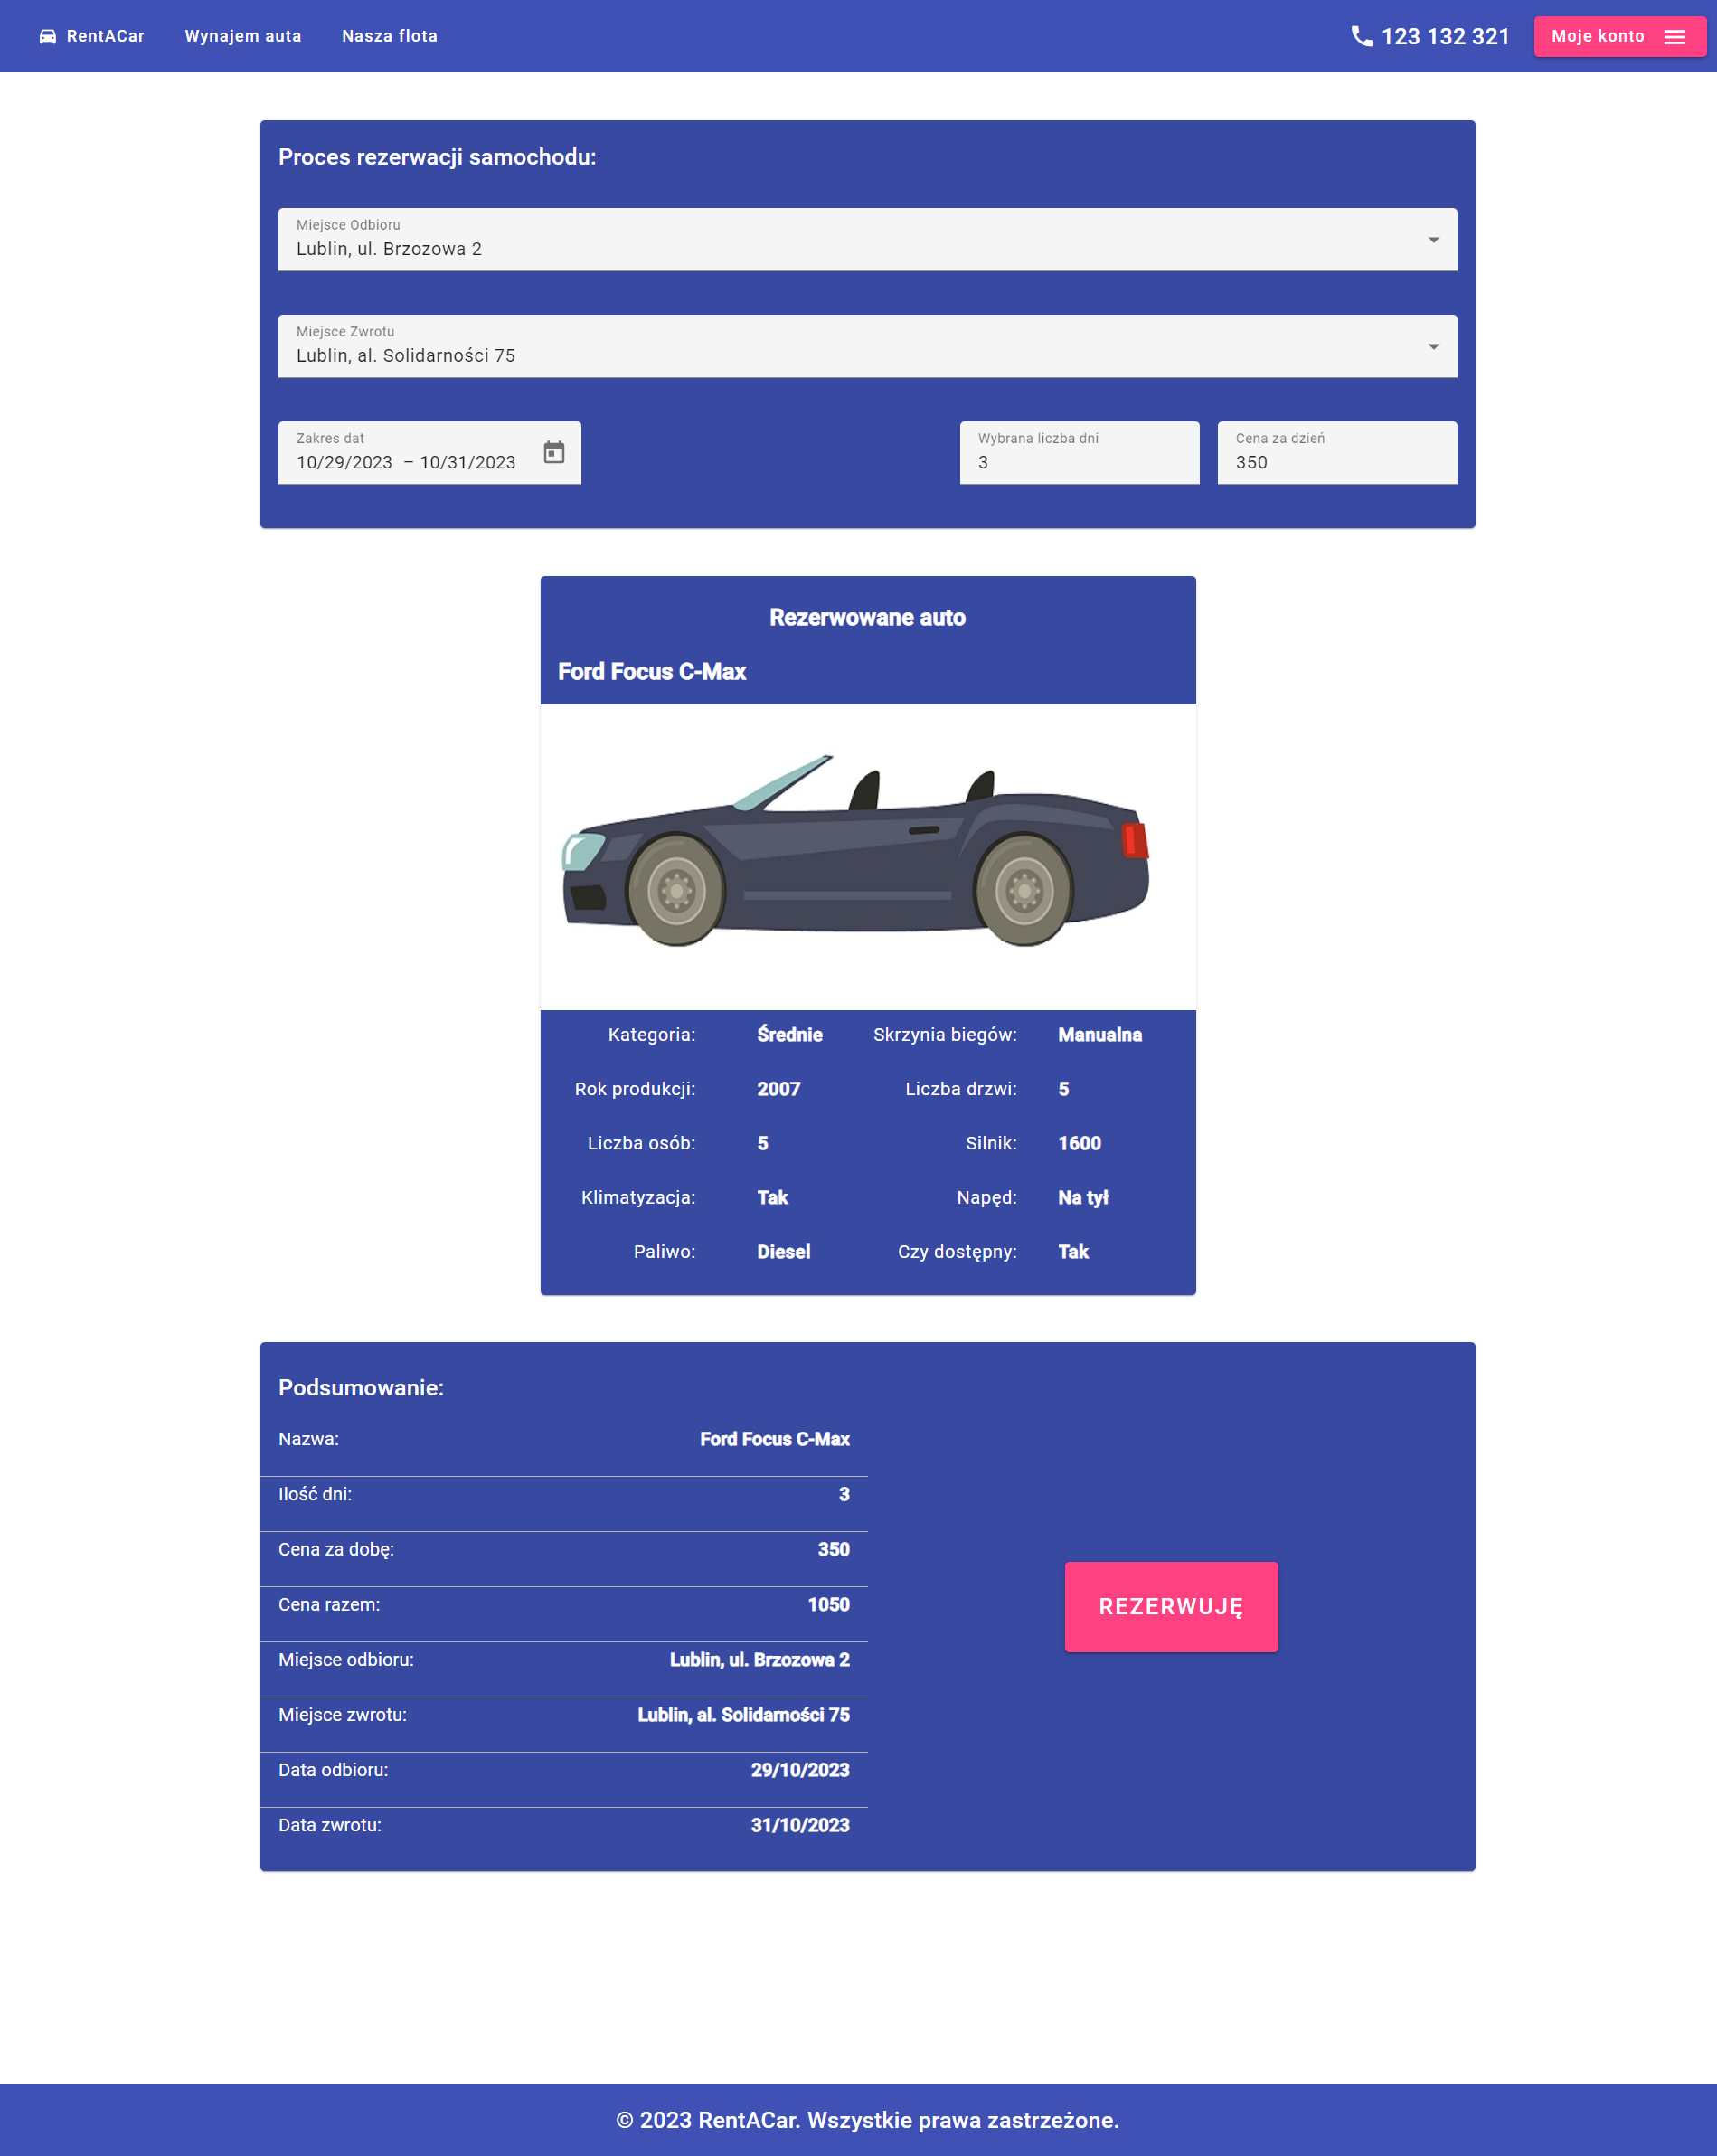 RentACar Wynajem auta Nasza flota 123 132 321 Moje konto
Proces rezerwacji samochodu:
Miejsce Odbioru
Lublin, ul. Brzozowa 2
Miejsce Zwrotu
Lublin, al. Solidarności 75
Zakres dat Wybrana liczba dni Cena za dzień
10/29/2023 – 10/31/2023 3 350
Rezerwowane auto
Ford Focus C-Max
Kategoria: Średnie Skrzynia biegów: Manualna
Rok produkcji: 2007 Liczba drzwi: 5
Liczba osób: 5 Silnik: 1600
Klimatyzacja: Tak Napęd: Na tył
Paliwo: Diesel Czy dostępny: Tak
Podsumowanie:
Nazwa: Ford Focus C-Max
Ilość dni: 3
Cena za dobę: 350
Cena razem: 1050
REZERWUJĘ
Miejsce odbioru: Lublin, ul. Brzozowa 2
Miejsce zwrotu: Lublin, al. Solidarności 75
Data odbioru: 29/10/2023
Data zwrotu: 31/10/2023
© 2023 RentACar. Wszystkie prawa zastrzeżone.